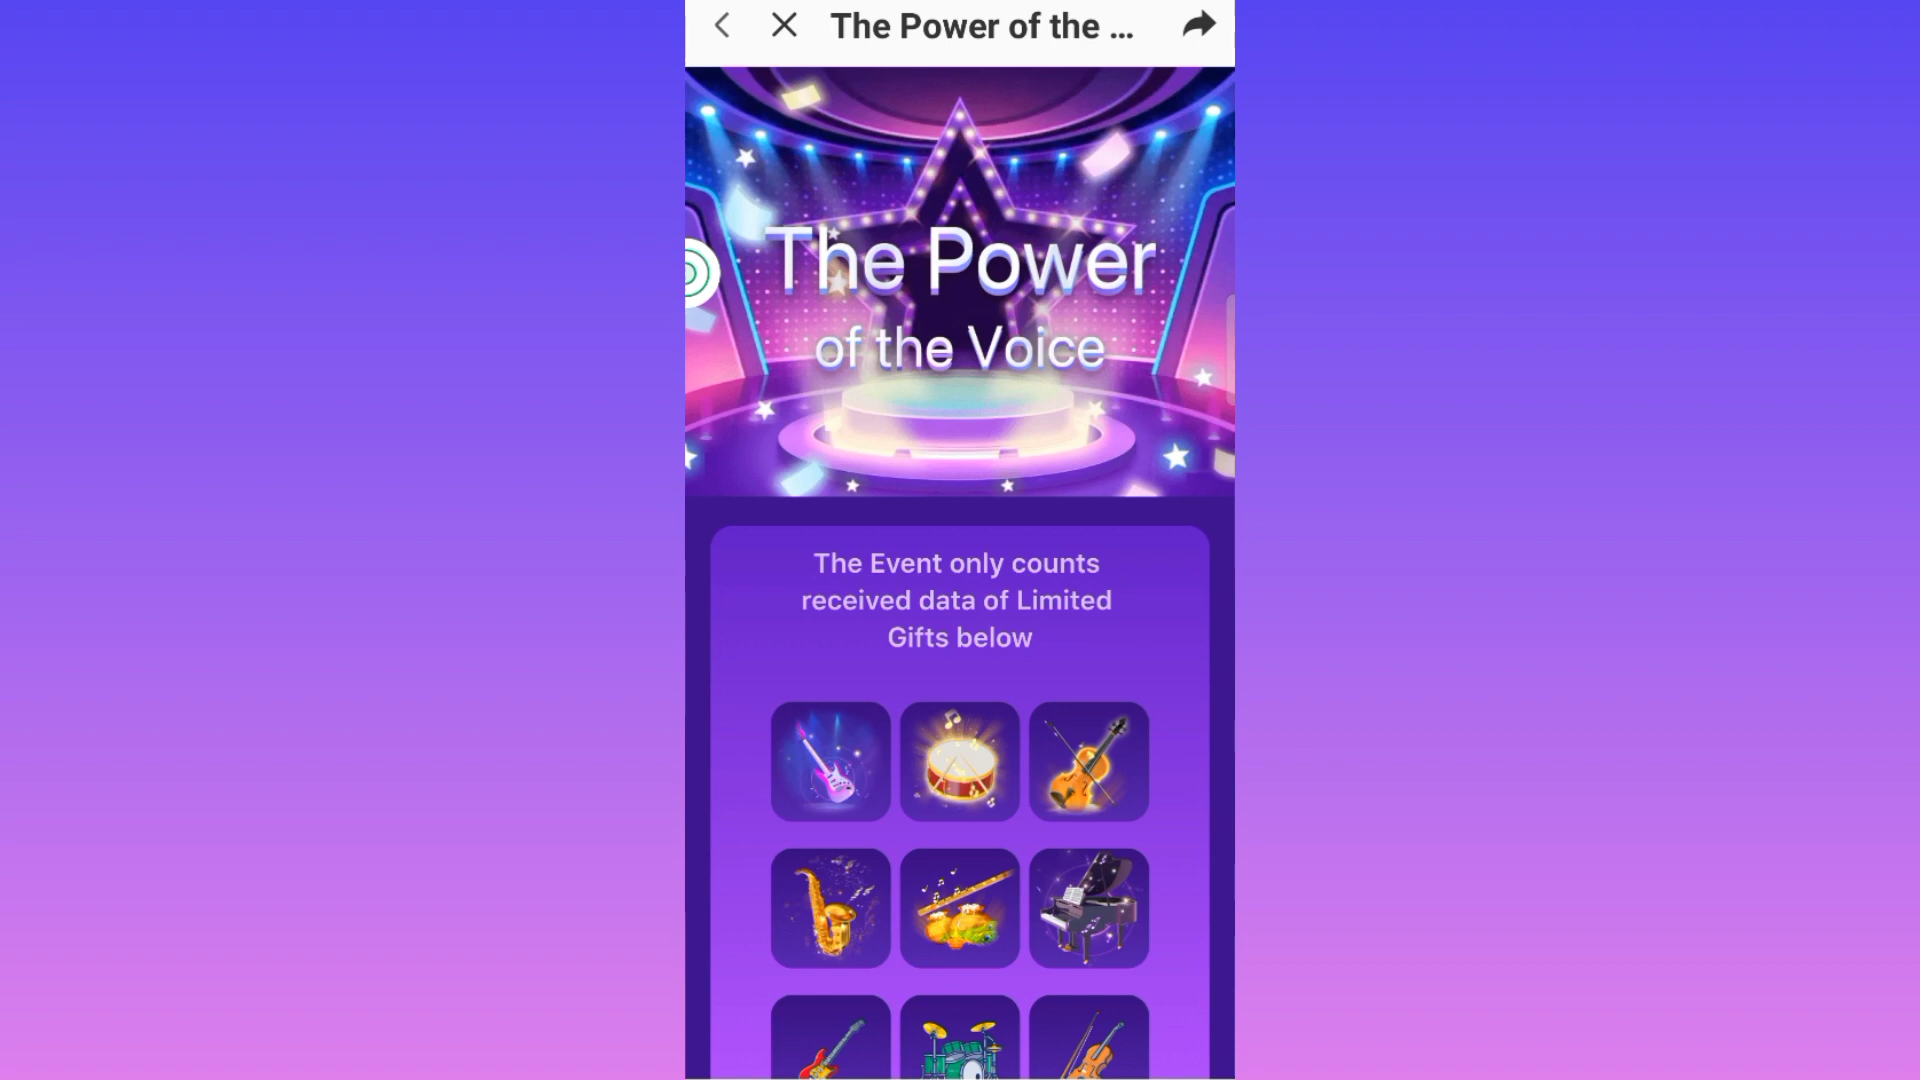 The Power of the ...
The Power
of the Voice
The Event only counts
received data of Limited
Gifts below